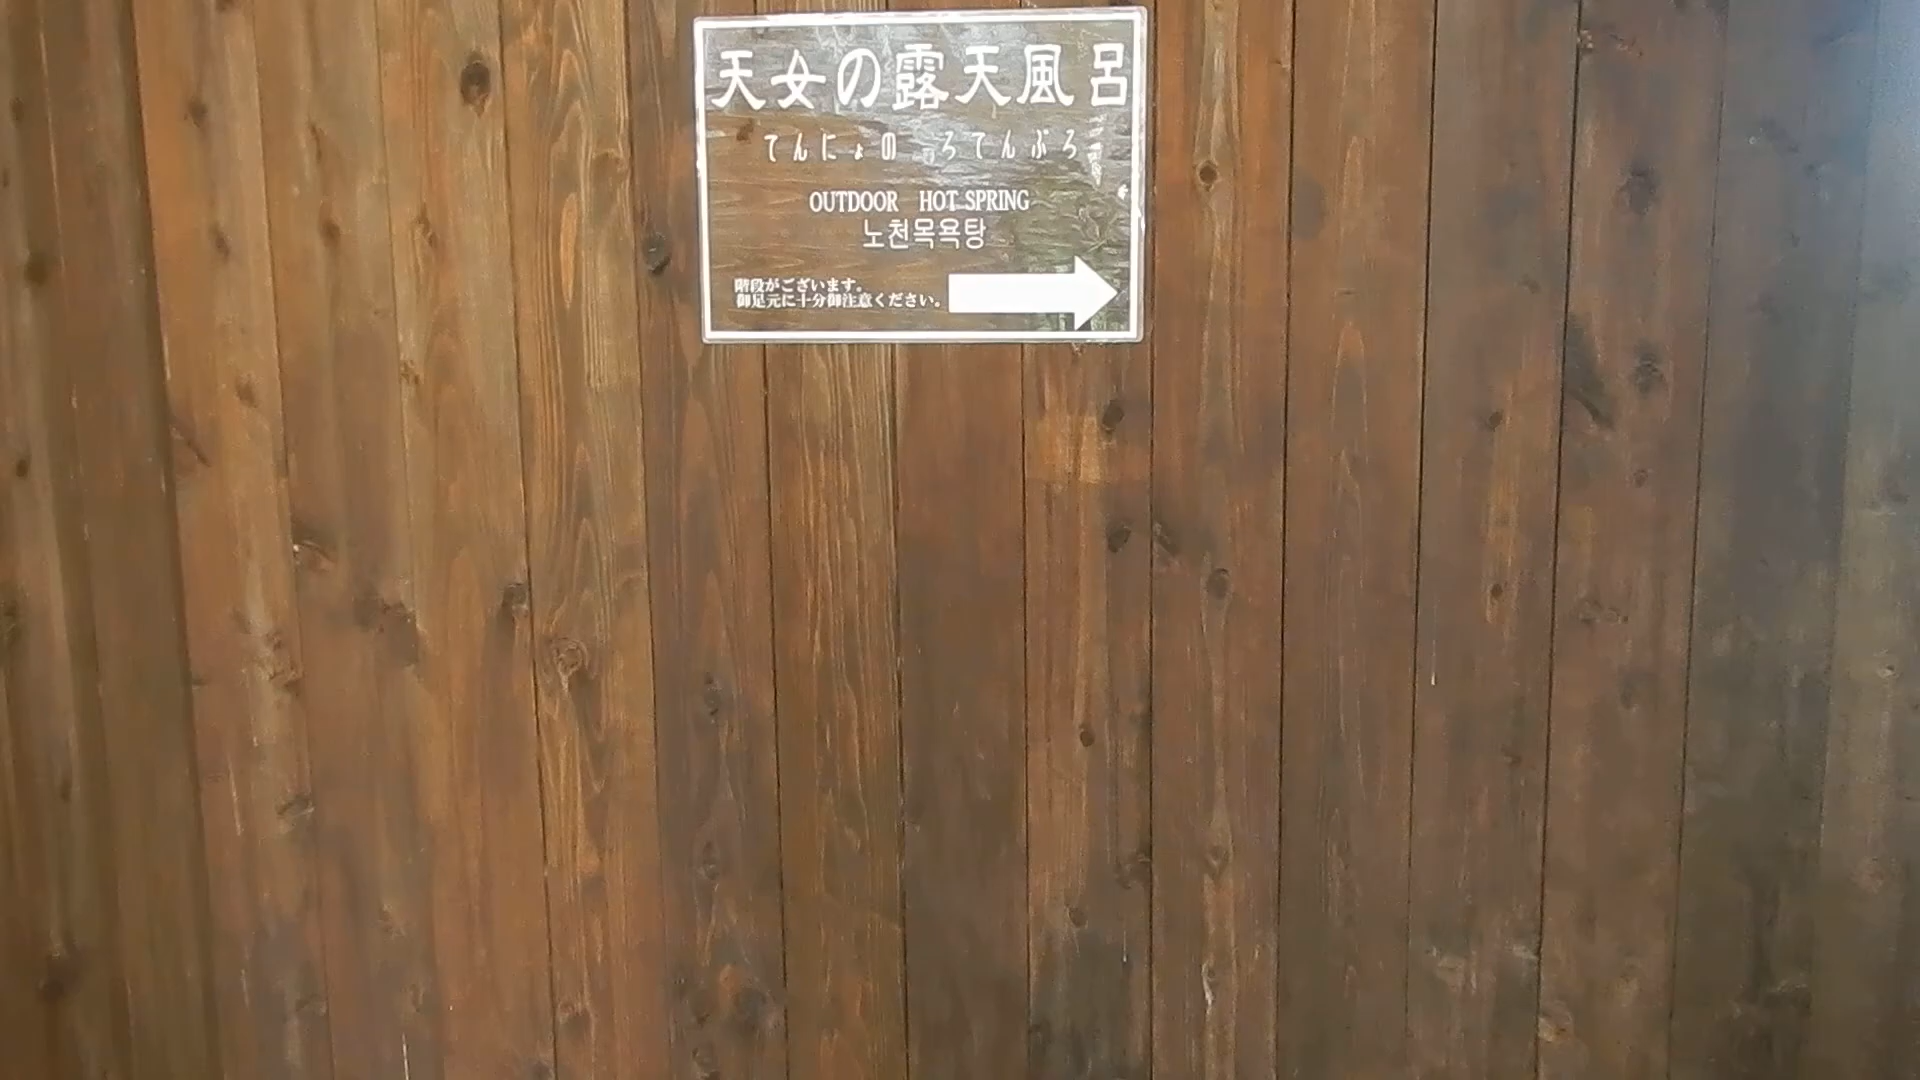 天女の露天風呂
てんにょの ろてんぶろ
OUTDOOR HOT SPRING
노천목욕탕
階段がございます。
御足元に十分御注意ください。